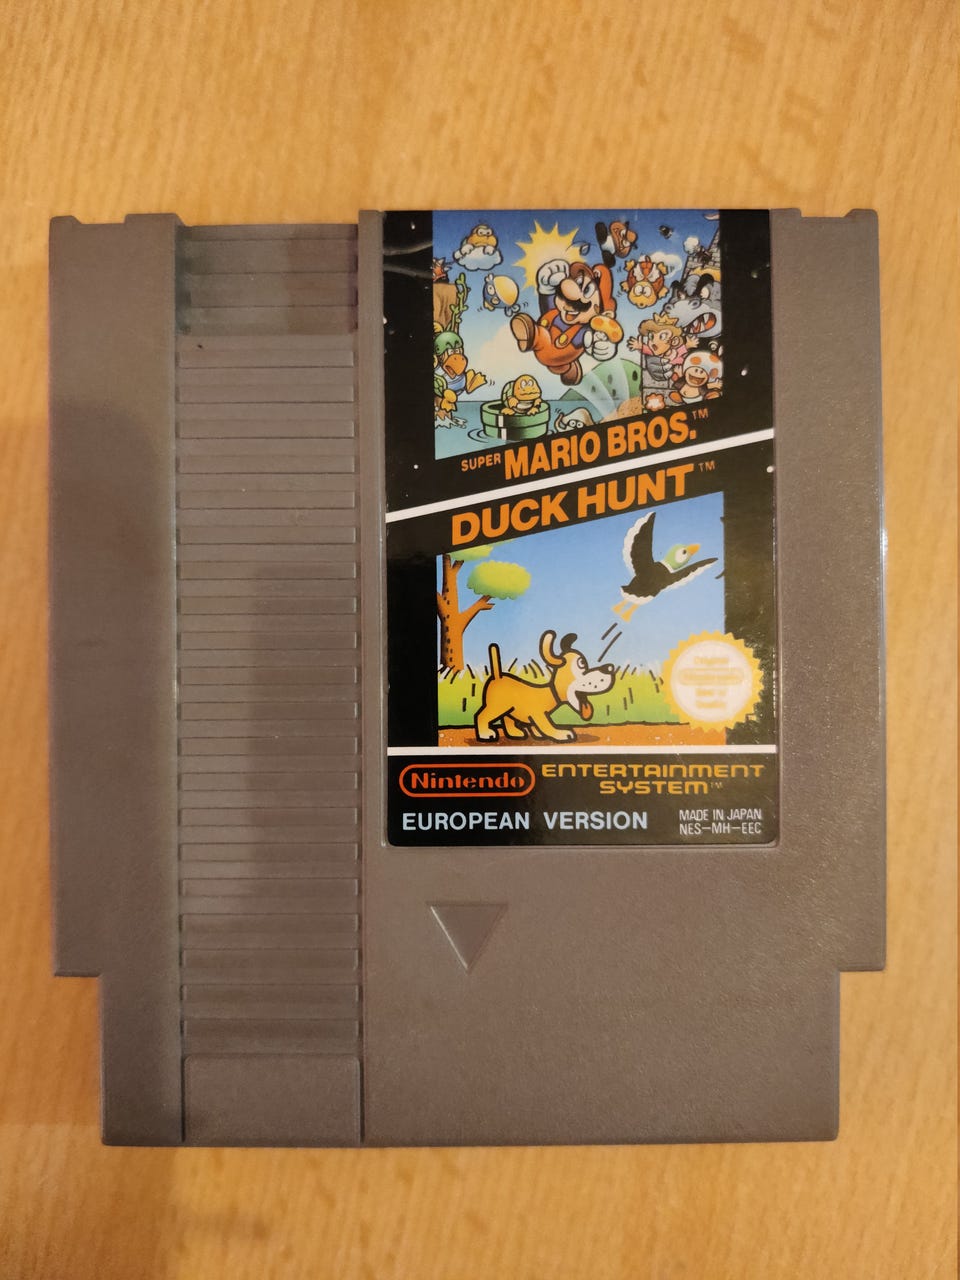 SUPER MARIO BROS.™
DUCK HUNT™
Nintendo ENTERTAINMENT
SYSTEM™
EUROPEAN VERSION
MADE IN JAPAN
NES-MH-EEC